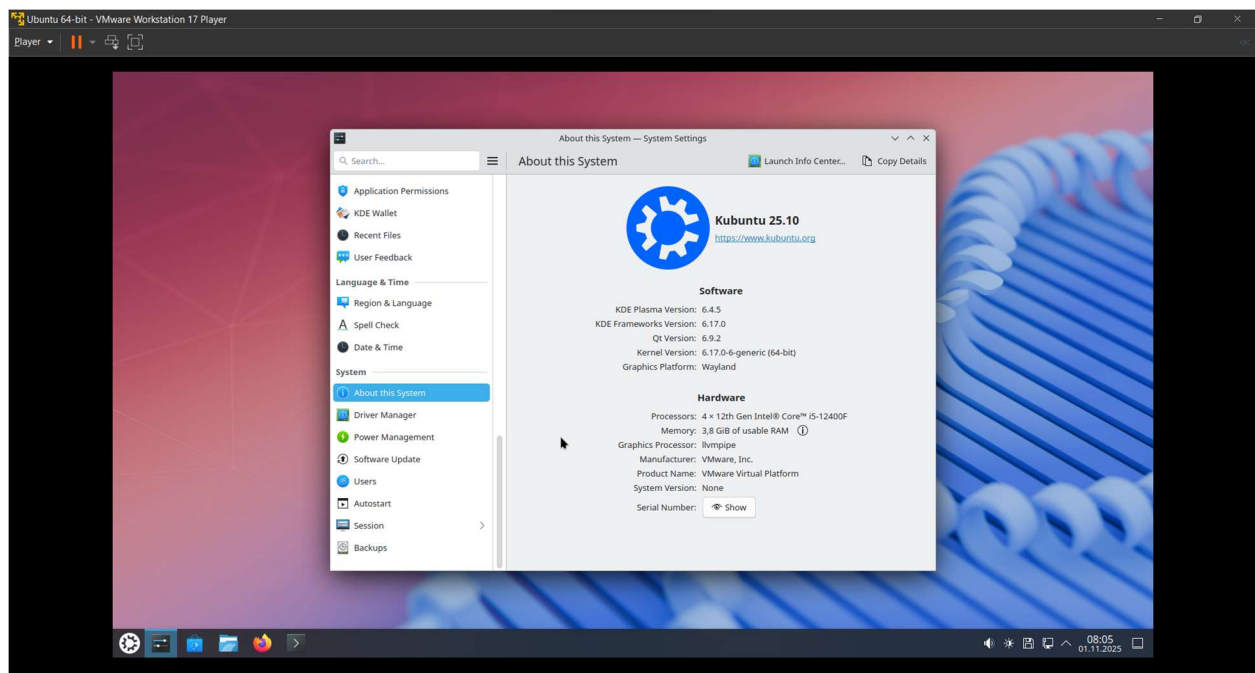 Ubuntu 64-bit - VMware Workstation 17 Player
Player
About this System — System Settings
Search...
About this System
Launch Info Center...
Copy Details
Application Permissions
KDE Wallet
Recent Files
User Feedback
Language & Time
Region & Language
Spell Check
Date & Time
System
About this System
Driver Manager
Power Management
Software Update
Users
Autostart
Session
Backups
Kubuntu 25.10
https://www.kubuntu.org
Software
KDE Plasma Version: 6.4.5
KDE Frameworks Version: 6.17.0
Qt Version: 6.9.2
Kernel Version: 6.17.0-6-generic (64-bit)
Graphics Platform: Wayland
Hardware
Processors: 4 × 12th Gen Intel® Core™ i5-12400F
Memory: 3,8 GiB of usable RAM
Graphics Processor: llvmpipe
Manufacturer: VMware, Inc.
Product Name: VMware Virtual Platform
System Version: None
Serial Number: Show
08:05
01.11.2025